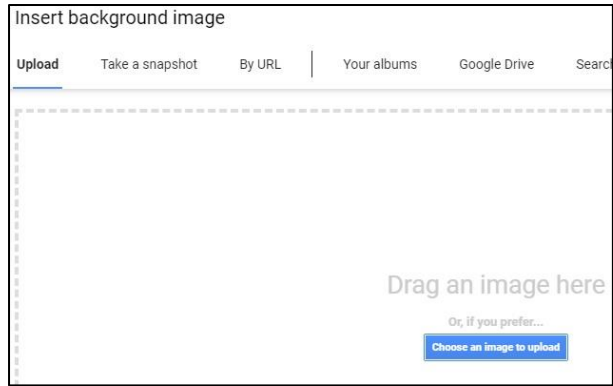 Insert background image
Upload Take a snapshot By URL Your albums Google Drive Search
Drag an image here
Or, if you prefer...
Choose an image to upload